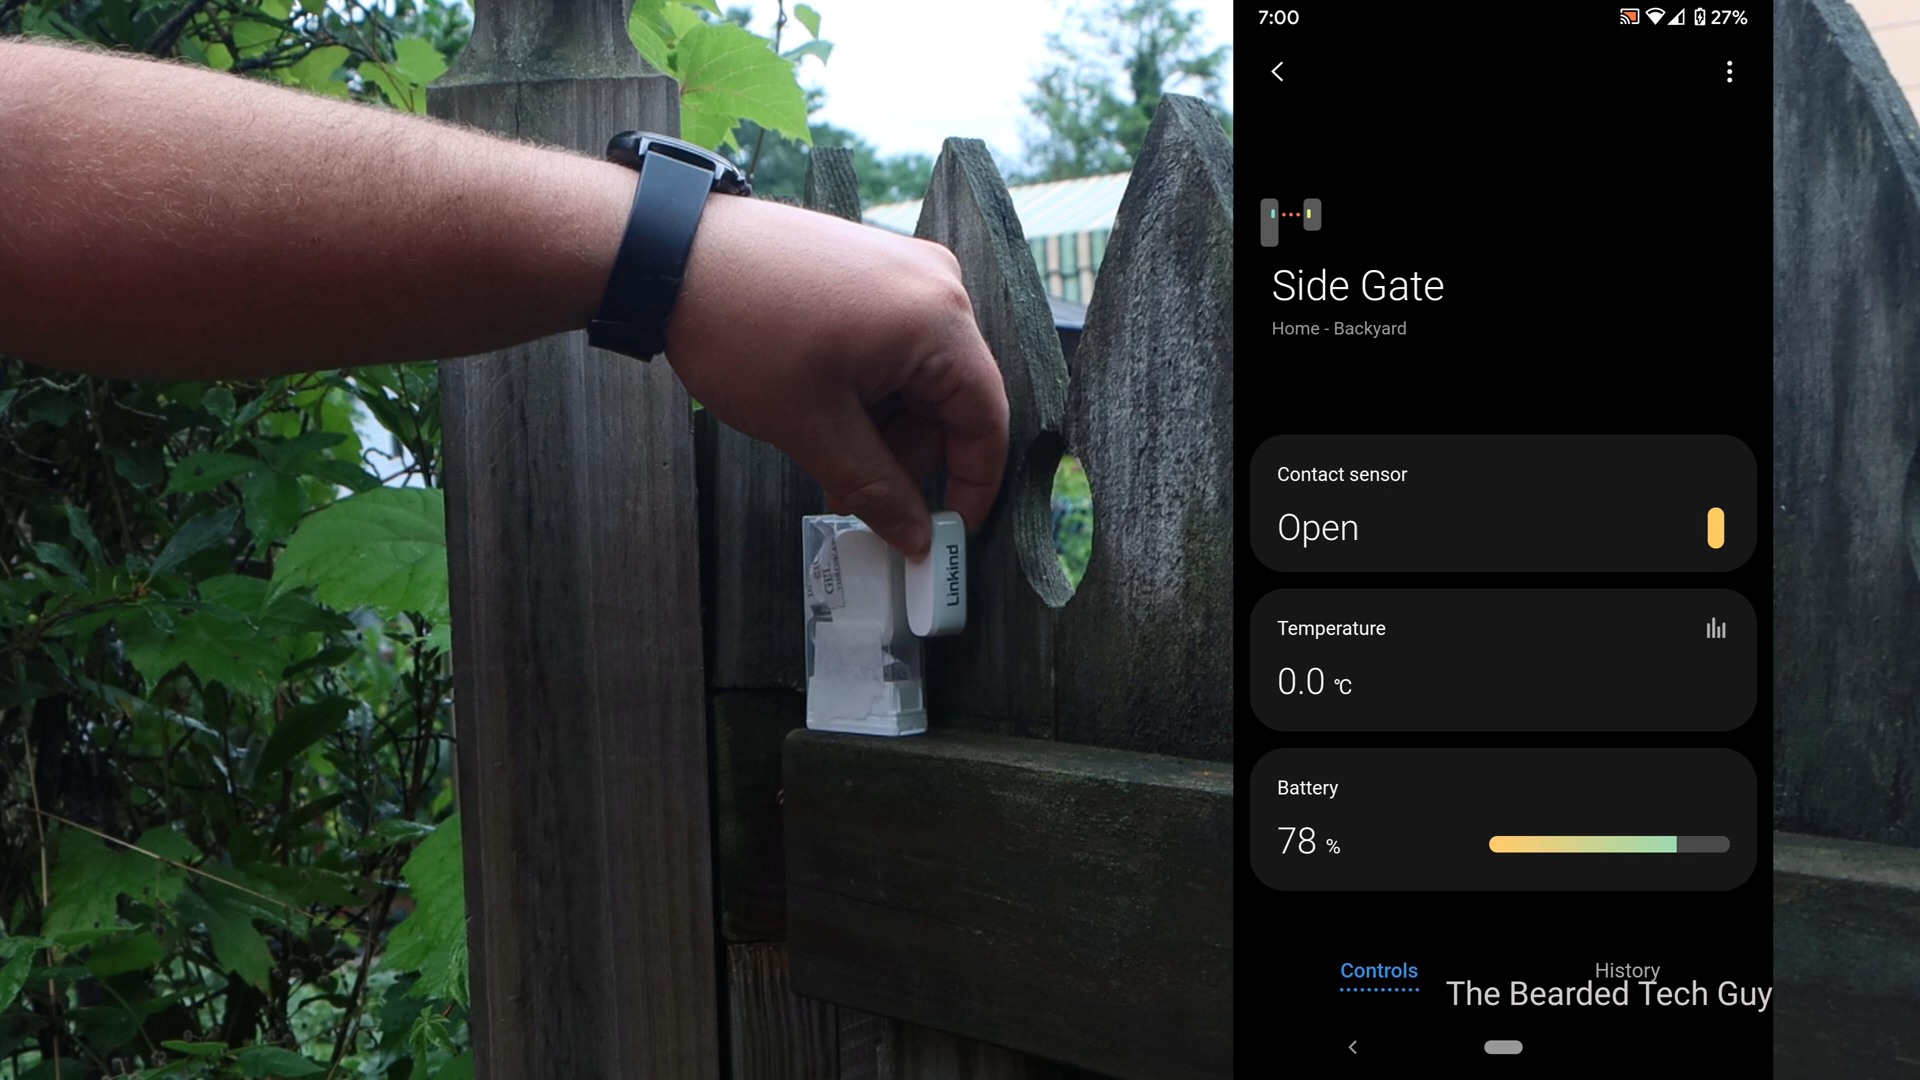 7:00
27%
Side Gate
Home - Backyard
Contact sensor
Open
Temperature
0.0 °C
Battery
78 %
Controls
History
The Bearded Tech Guy
Linkind
GEL